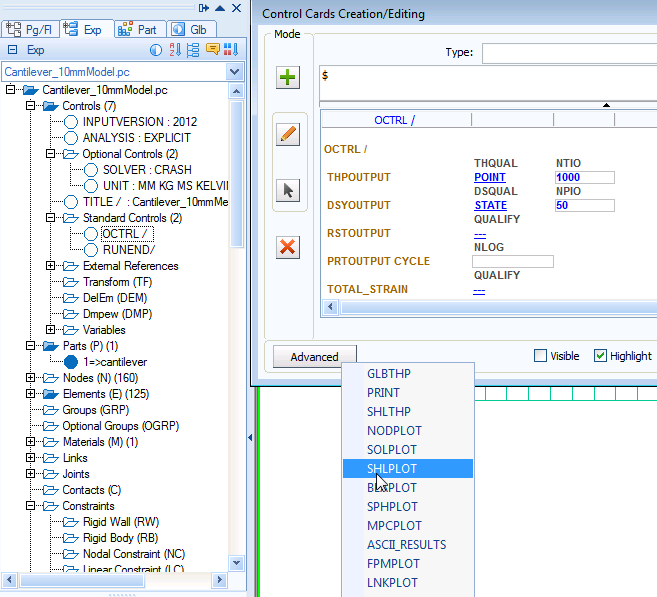 Pg/Fl Exp Part Glb
Exp
Cantilever_10mmModel.pc
Cantilever_10mmModel.pc
Controls (7)
INPUTVERSION : 2012
ANALYSIS : EXPLICIT
Optional Controls (2)
SOLVER : CRASH
UNIT : MM KG MS KELVI
TITLE / : Cantilever_10mmMe
Standard Controls (2)
OCTRL /
RUNEND/
External References
Transform (TF)
DelEm (DEM)
Dmpew (DMP)
Variables
Parts (P) (1)
1=>cantilever
Nodes (N) (160)
Elements (E) (125)
Groups (GRP)
Optional Groups (OGRP)
Materials (M) (1)
Links
Joints
Contacts (C)
Constraints
Rigid Wall (RW)
Rigid Body (RB)
Nodal Constraint (NC)
Linear Constraint (LC)
Control Cards Creation/Editing
Mode
Type:
$
OCTRL /
OCTRL /
THQUAL NTIO
THPOUTPUT POINT 1000
DSQUAL NPIO
DSYOUTPUT STATE 50
QUALIFY
RSTOUTPUT ---
NLOG
PRTOUTPUT CYCLE
QUALIFY
TOTAL_STRAIN ---
Advanced Visible Highlight
GLBTHP
PRINT
SHLTHP
NODPLOT
SOLPLOT
SHLPLOT
SPHPLOT
MPCPLOT
ASCII_RESULTS
FPMPLOT
LNKPLOT